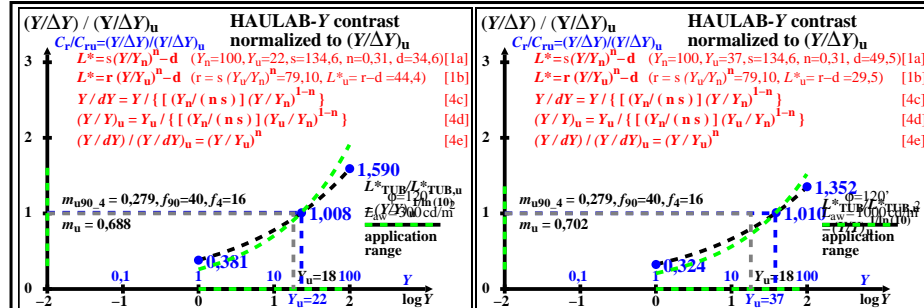 (Y/ΔY) / (Y/ΔY)u
HAULAB-Y contrast
normalized to (Y/ΔY)u
Cr/Cru=(Y/ΔY)/(Y/ΔY)u
L*=s(Y/Yn)^n−d (Yn=100, Yu=22, s=134,6, n=0,31, d=34,6) [1a]
L*=r(Y/Yn)^n−d (r=s(Yu/Yn)^n=79,10, L*u=r−d=44,4) [1b]
Y/dY=Y/{[(Yn/(ns)](Y/Yn)^1−n} [4c]
(Y/Y)u=Yu/{[(Yn/(ns)](Yu/Yn)^1−n} [4d]
(Y/dY)/(Y/dY)u=(Y/Yu)^n [4e]
3
2
1
0
1,590
1,008
0,381
mu90_4=0,279, f90=40, f4=16
mu=0,688
L*TUB/L*TUB,u
application
range
0,1 1 10 Yu=18 100 Y
−2 −1 0 1 Yu=22 2 log Y
(Y/ΔY) / (Y/ΔY)u
HAULAB-Y contrast
normalized to (Y/ΔY)u
Cr/Cru=(Y/ΔY)/(Y/ΔY)u
L*=s(Y/Yn)^n−d (Yn=100, Yu=37, s=134,6, n=0,31, d=49,5) [1a]
L*=r(Y/Yn)^n−d (r=s(Yu/Yn)^n=79,10, L*u=r−d=29,5) [1b]
Y/dY=Y/{[(Yn/(ns)](Y/Yn)^1−n} [4c]
(Y/Y)u=Yu/{[(Yn/(ns)](Yu/Yn)^1−n} [4d]
(Y/dY)/(Y/dY)u=(Y/Yu)^n [4e]
3
2
1
0
1,352
1,010
0,324
mu90_4=0,279, f90=40, f4=16
mu=0,702
ϕ=120'
application
range
0,1 1 10 Yu=18 100 Y
−2 −1 0 1 Yu=37 2 log Y